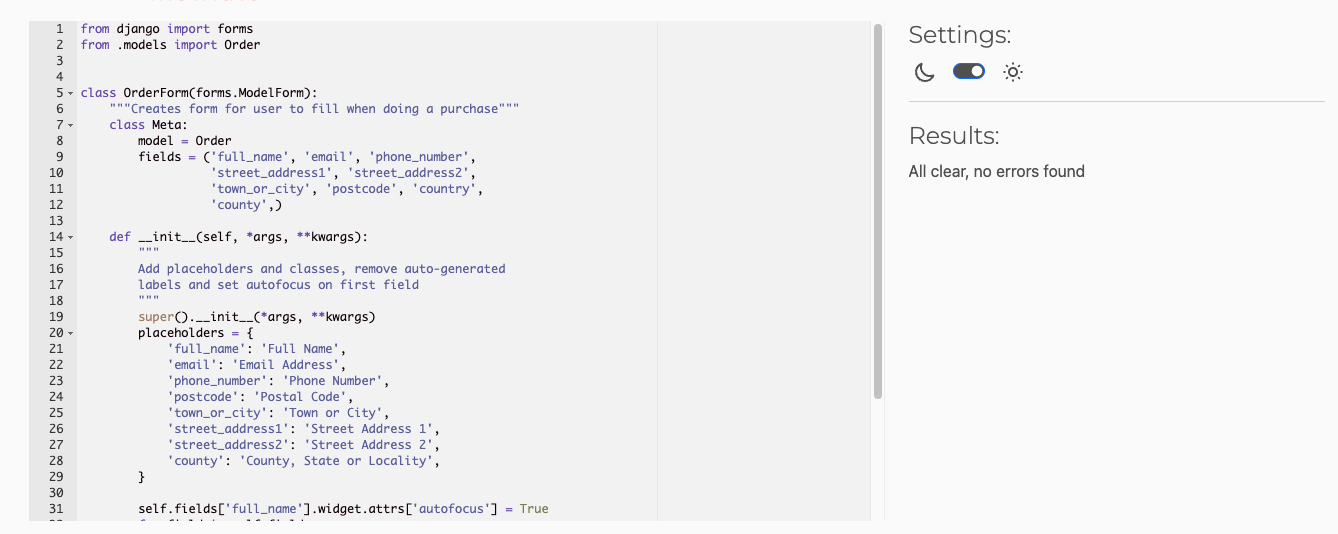 1 from django import forms
2 from .models import Order
3
4
5 class OrderForm(forms.ModelForm):
6     """Creates form for user to fill when doing a purchase"""
7     class Meta:
8         model = Order
9         fields = ('full_name', 'email', 'phone_number',
10                   'street_address1', 'street_address2',
11                   'town_or_city', 'postcode', 'country',
12                   'county',)
13
14     def __init__(self, *args, **kwargs):
15         """
16         Add placeholders and classes, remove auto-generated
17         labels and set autofocus on first field
18         """
19         super().__init__(*args, **kwargs)
20         placeholders = {
21             'full_name': 'Full Name',
22             'email': 'Email Address',
23             'phone_number': 'Phone Number',
24             'postcode': 'Postal Code',
25             'town_or_city': 'Town or City',
26             'street_address1': 'Street Address 1',
27             'street_address2': 'Street Address 2',
28             'county': 'County, State or Locality',
29         }
30
31         self.fields['full_name'].widget.attrs['autofocus'] = True
Settings:
Results:
All clear, no errors found